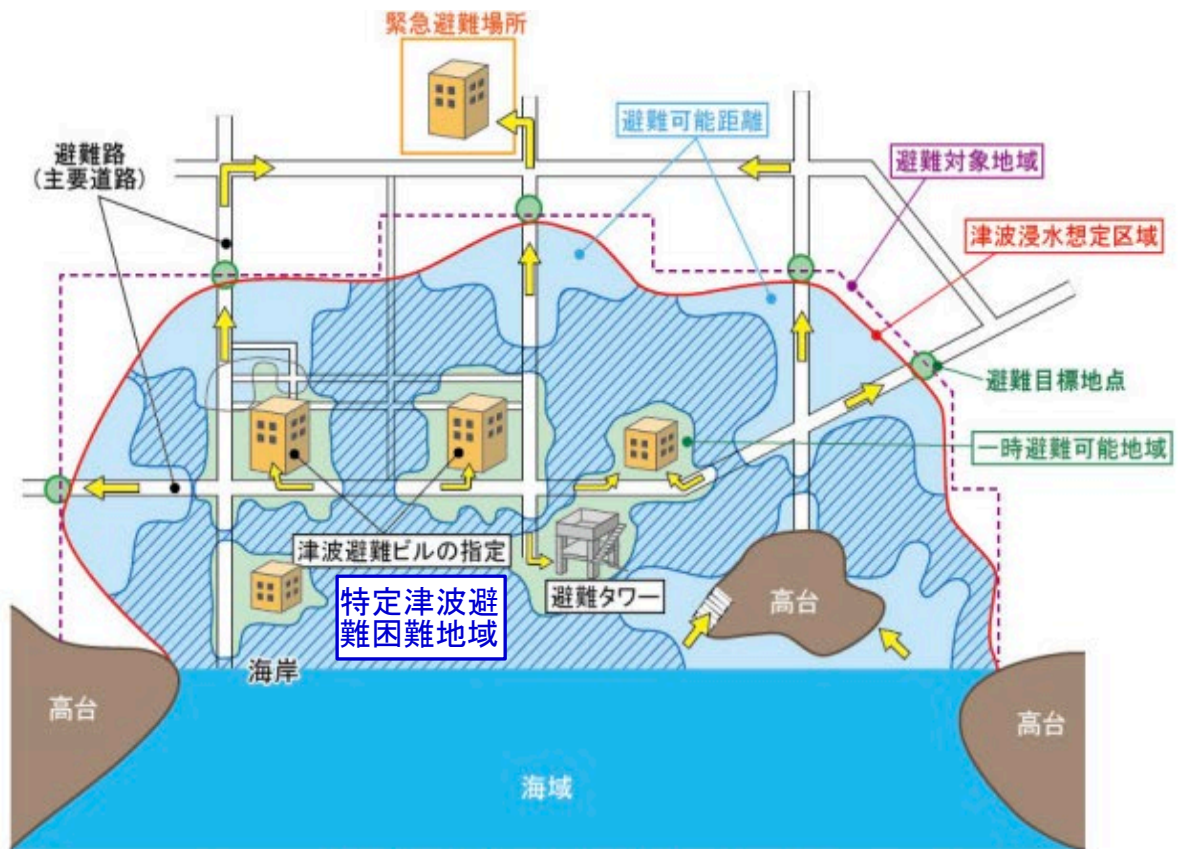 緊急避難場所
避難可能距離
避難路
(主要道路)
避難対象地域
津波浸水想定区域
避難目標地点
一時避難可能地域
津波避難ビルの指定
避難タワー
特定津波避
難困難地域
高台
海岸
高台
高台
海域